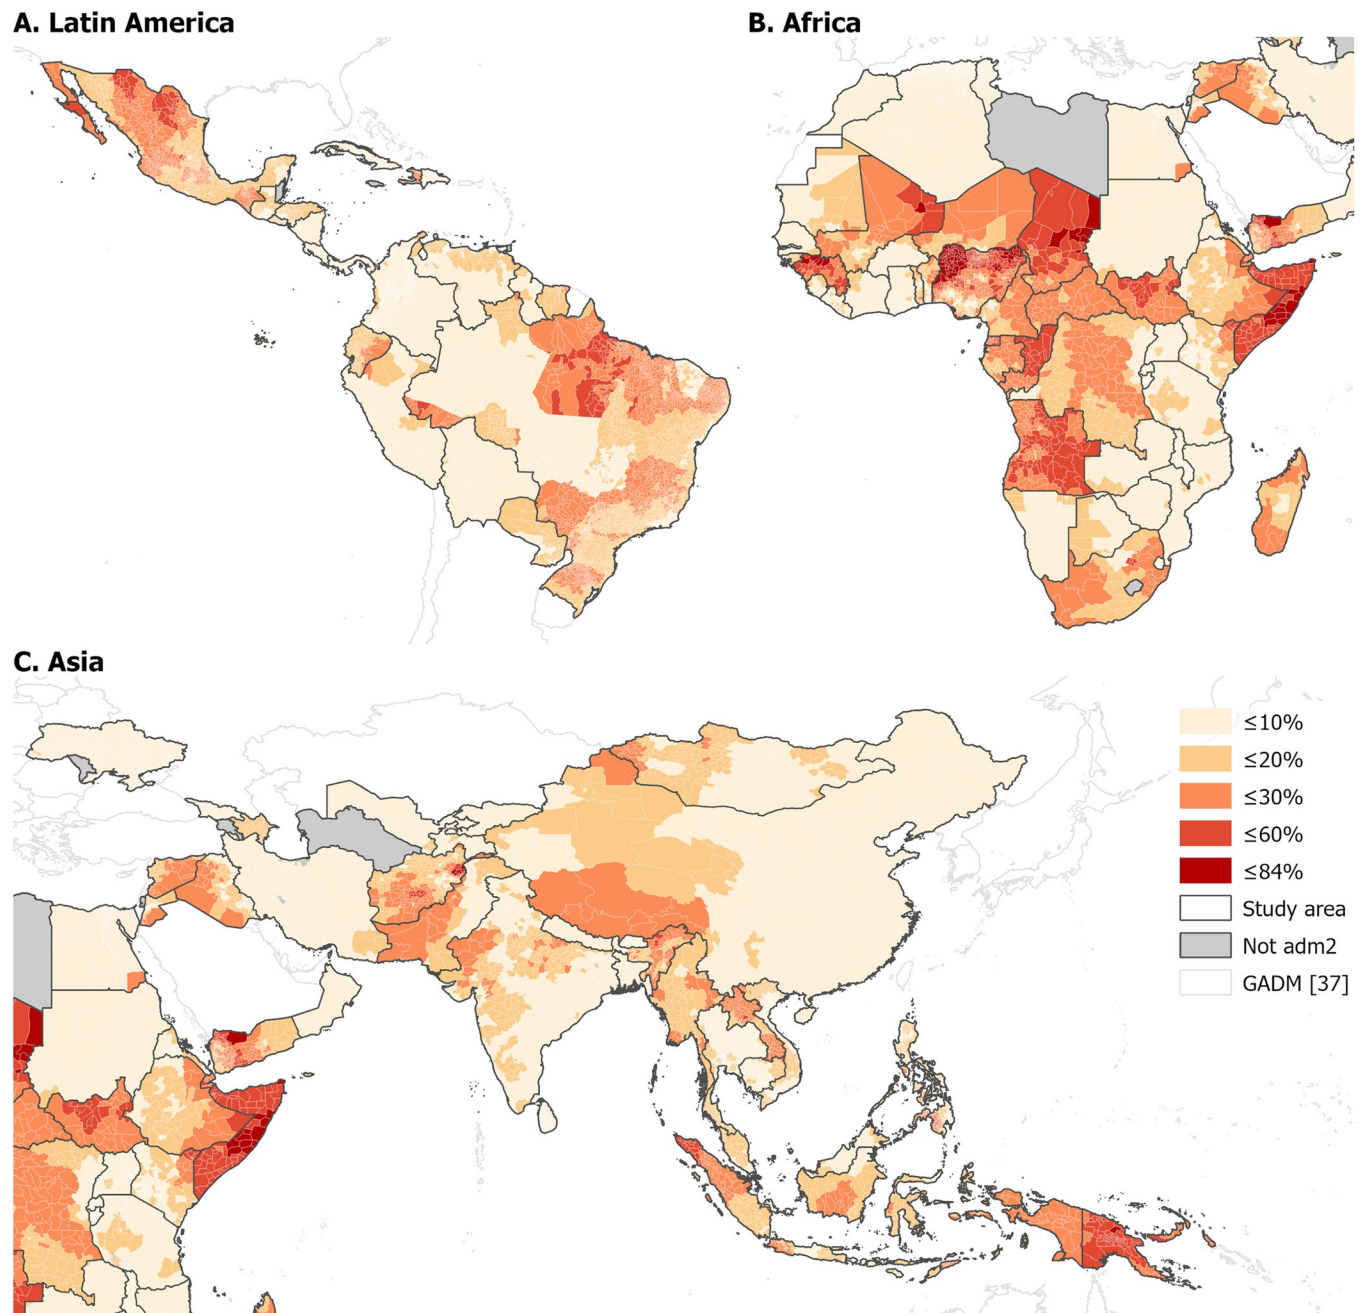 A. Latin America
B. Africa
C. Asia
≤10%
≤20%
≤30%
≤60%
≤84%
Study area
Not adm2
GADM [37]